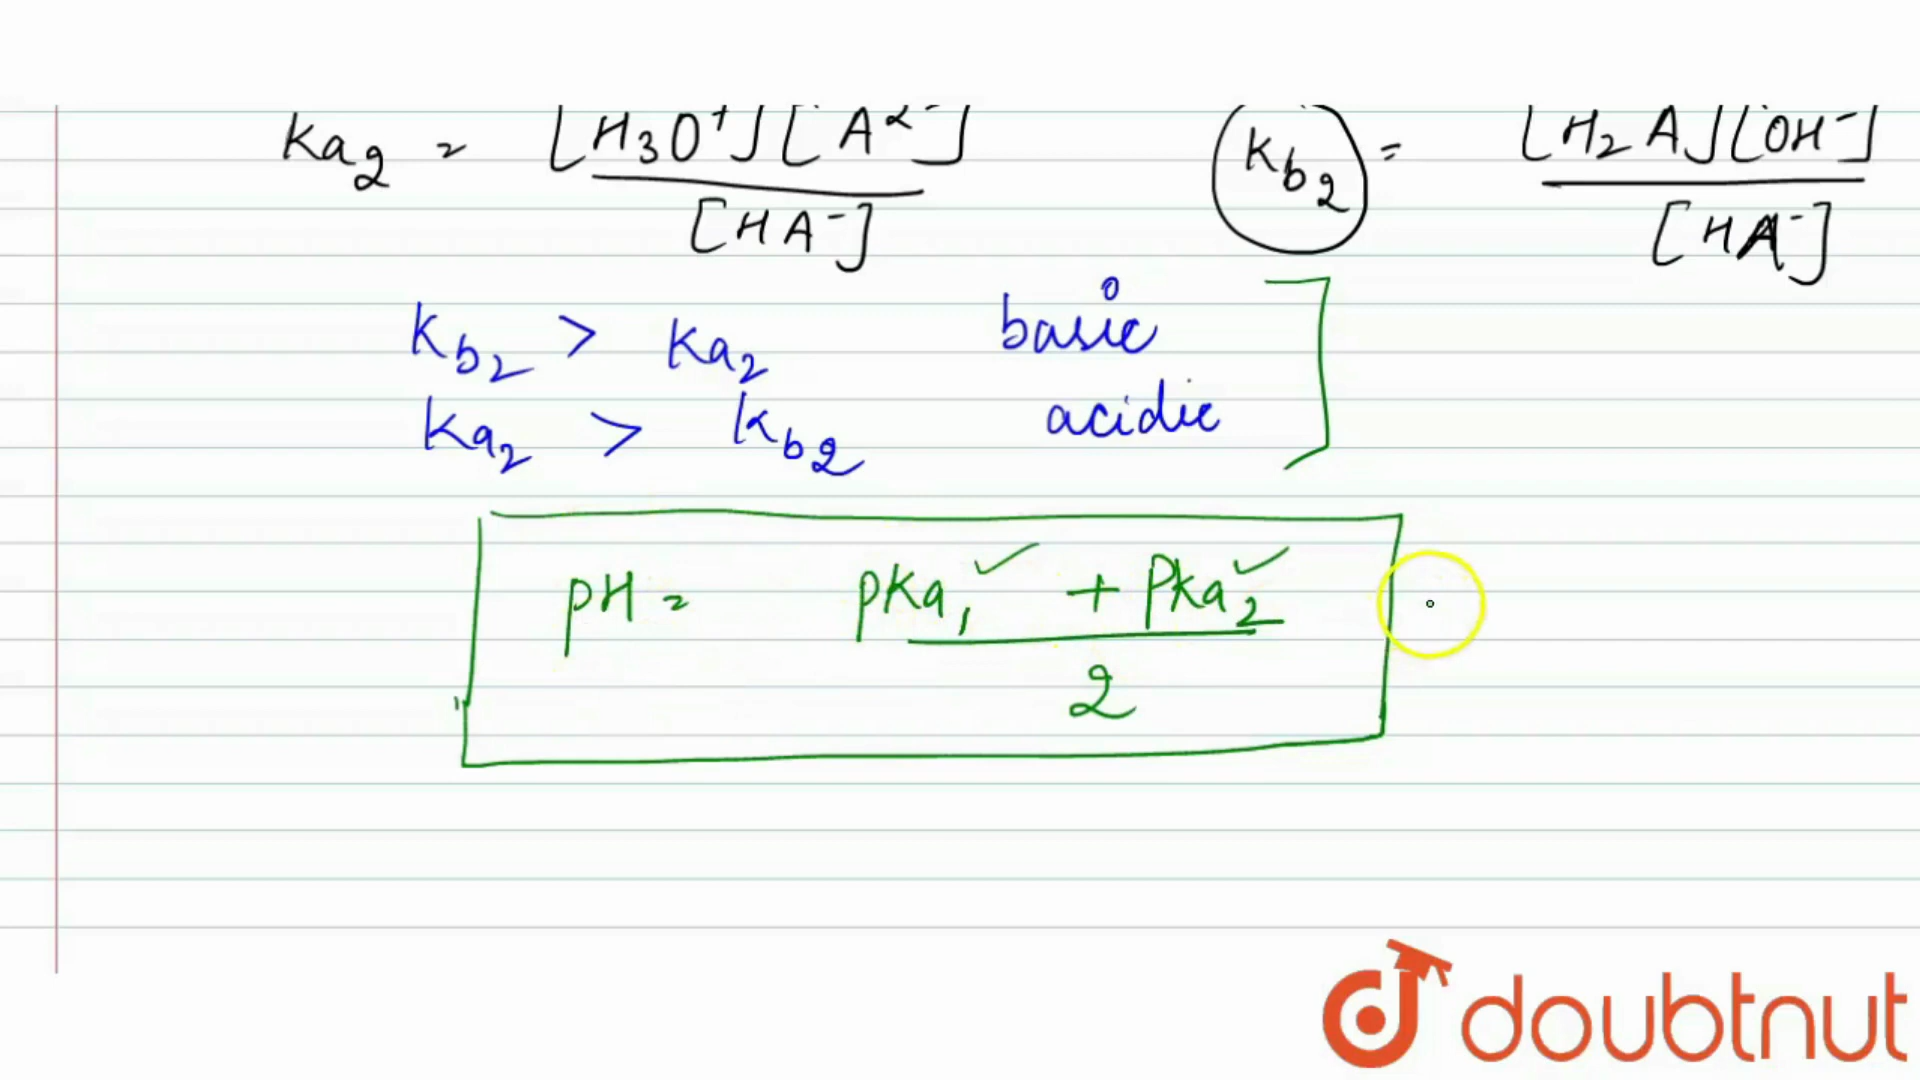 Ka2 = [H3O+][A2-] / [HA-]    Kb2 = [H2A][OH-] / [HA-]
Kb2 > Ka2    basic
Ka2 > Kb2    acidic
pH = pKa1 ✓ + Pka2 ✓ / 2
doubtnut